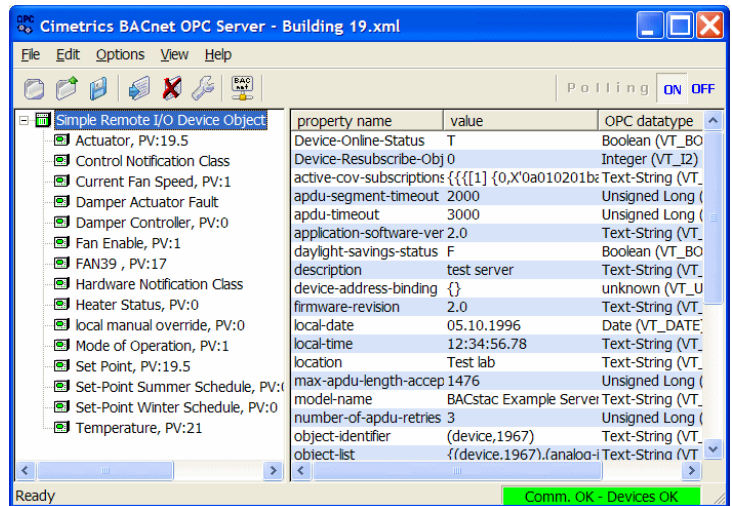 Cimetrics BACnet OPC Server - Building 19.xml
File Edit Options View Help
BAC net Polling ON OFF
Simple Remote I/O Device Object
Actuator, PV:19.5
Control Notification Class
Current Fan Speed, PV:1
Damper Actuator Fault
Damper Controller, PV:0
Fan Enable, PV:1
FAN39 , PV:17
Hardware Notification Class
Heater Status, PV:0
local manual override, PV:0
Mode of Operation, PV:1
Set Point, PV:19.5
Set-Point Summer Schedule, PV:(
Set-Point Winter Schedule, PV:0
Temperature, PV:21
property name value OPC datatype
Device-Online-Status T Boolean (VT_BO
Device-Resubscribe-Obj 0 Integer (VT_I2)
active-cov-subscriptions {{{[1] {0,X'0a010201ba Text-String (VT_
apdu-segment-timeout 2000 Unsigned Long (
apdu-timeout 3000 Unsigned Long (
application-software-ver 2.0 Text-String (VT_
daylight-savings-status F Boolean (VT_BO
description test server Text-String (VT_
device-address-binding {} unknown (VT_U
firmware-revision 2.0 Text-String (VT_
local-date 05.10.1996 Date (VT_DATE
local-time 12:34:56.78 Text-String (VT_
location Test lab Text-String (VT_
max-apdu-length-accep 1476 Unsigned Long (
model-name BACstac Example Server Text-String (VT_
number-of-apdu-retries 3 Unsigned Long (
object-identifier (device,1967) Text-String (VT_
object-list {(device,1967),(analog-i Text-String (VT
Ready Comm. OK - Devices OK